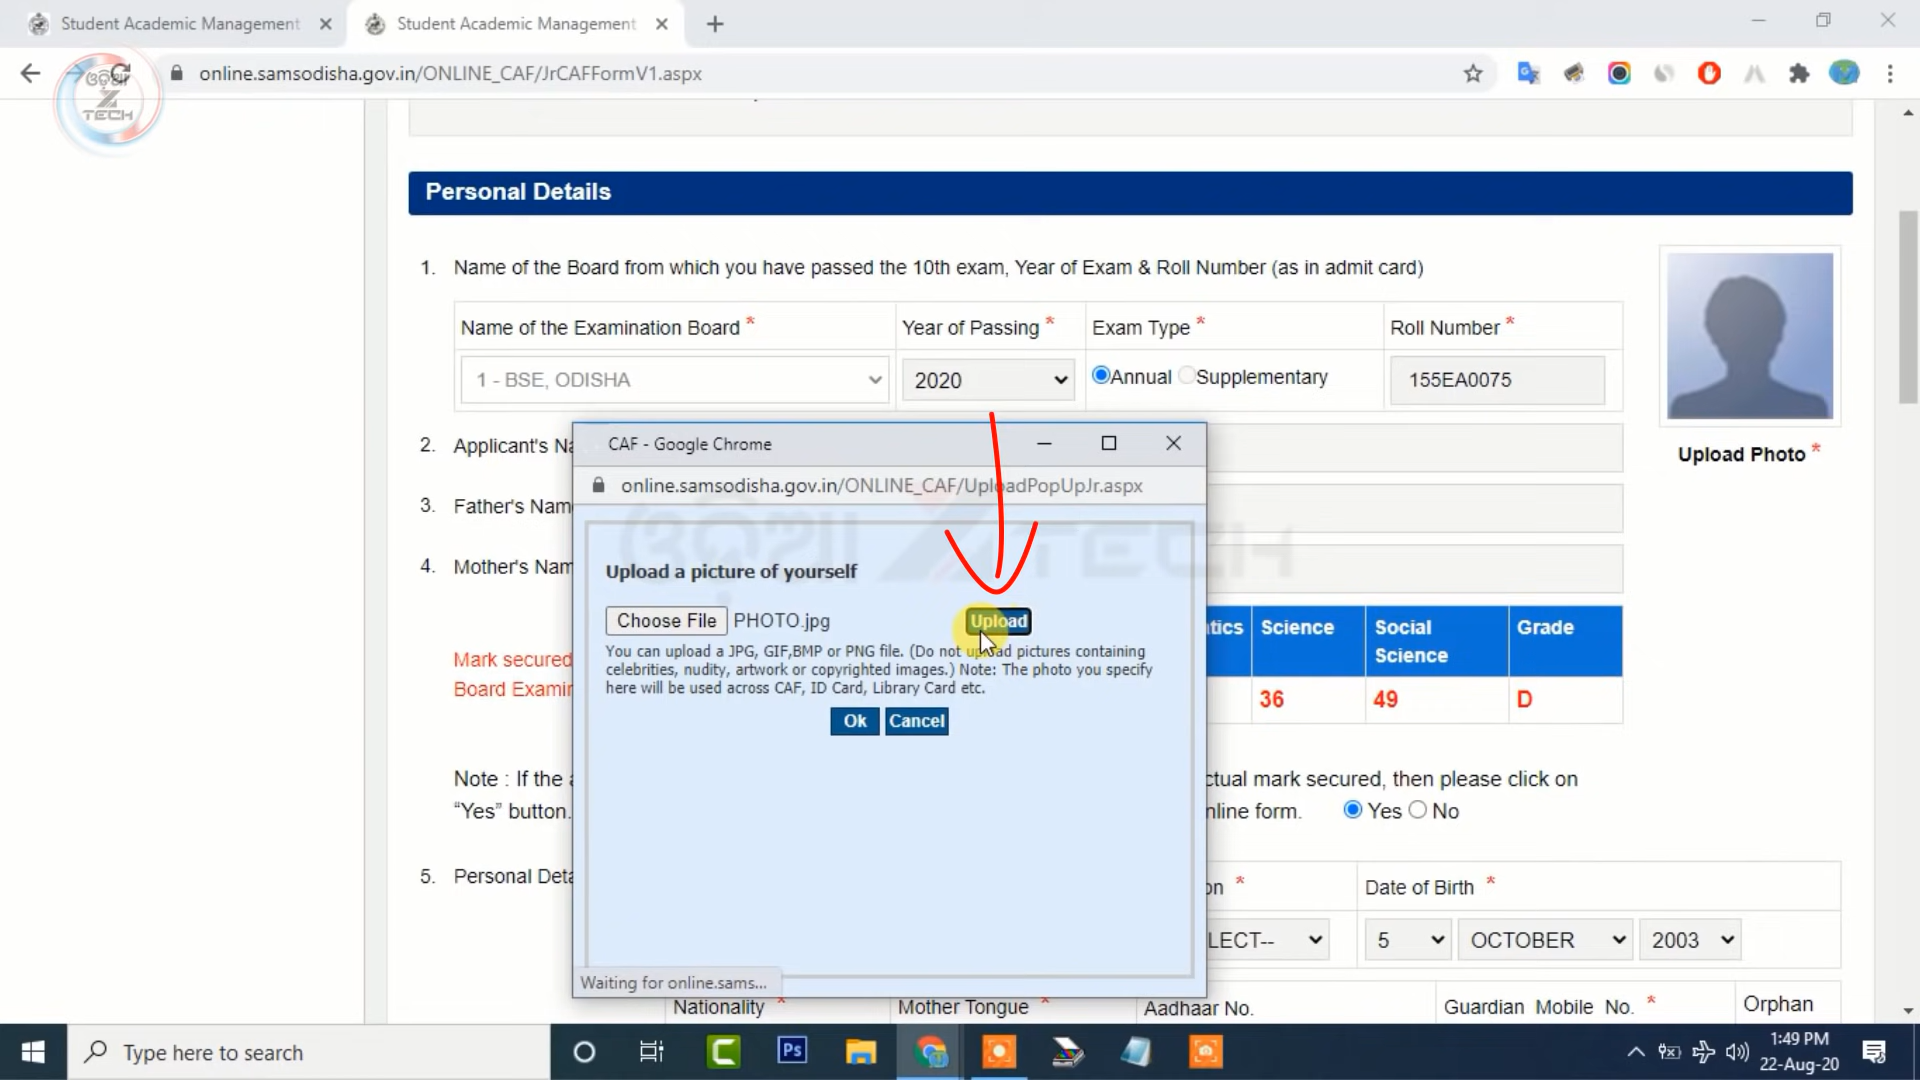 Student Academic Management
Student Academic Management
online.samsodisha.gov.in/ONLINE_CAF/JrCAFFormV1.aspx
ଓଡ଼ିଆ
Z
TECH
Personal Details
1. Name of the Board from which you have passed the 10th exam, Year of Exam & Roll Number (as in admit card)
Name of the Examination Board * Year of Passing * Exam Type * Roll Number *
1 - BSE, ODISHA 2020 Annual Supplementary 155EA0075
Upload Photo *
2. Applicant's Na
3. Father's Nam
4. Mother's Nam
CAF - Google Chrome
online.samsodisha.gov.in/ONLINE_CAF/UploadPopUpJr.aspx
ଓଡ଼ିଆ Z TECH
Upload a picture of yourself
Choose File PHOTO.jpg Upload
You can upload a JPG, GIF,BMP or PNG file. (Do not upload pictures containing
celebrities, nudity, artwork or copyrighted images.) Note: The photo you specify
here will be used across CAF, ID Card, Library Card etc.
Ok Cancel
Waiting for online.sams...
tics Science Social Science Grade
Mark secured
Board Examin
36 49 D
Note : If the a
ctual mark secured, then please click on
“Yes” button.
nline form. Yes No
5. Personal Deta
on * Date of Birth *
LECT-- 5 OCTOBER 2003
Nationality * Mother Tongue * Aadhaar No. Guardian Mobile No. * Orphan
Type here to search
Ps
1:49 PM
22-Aug-20